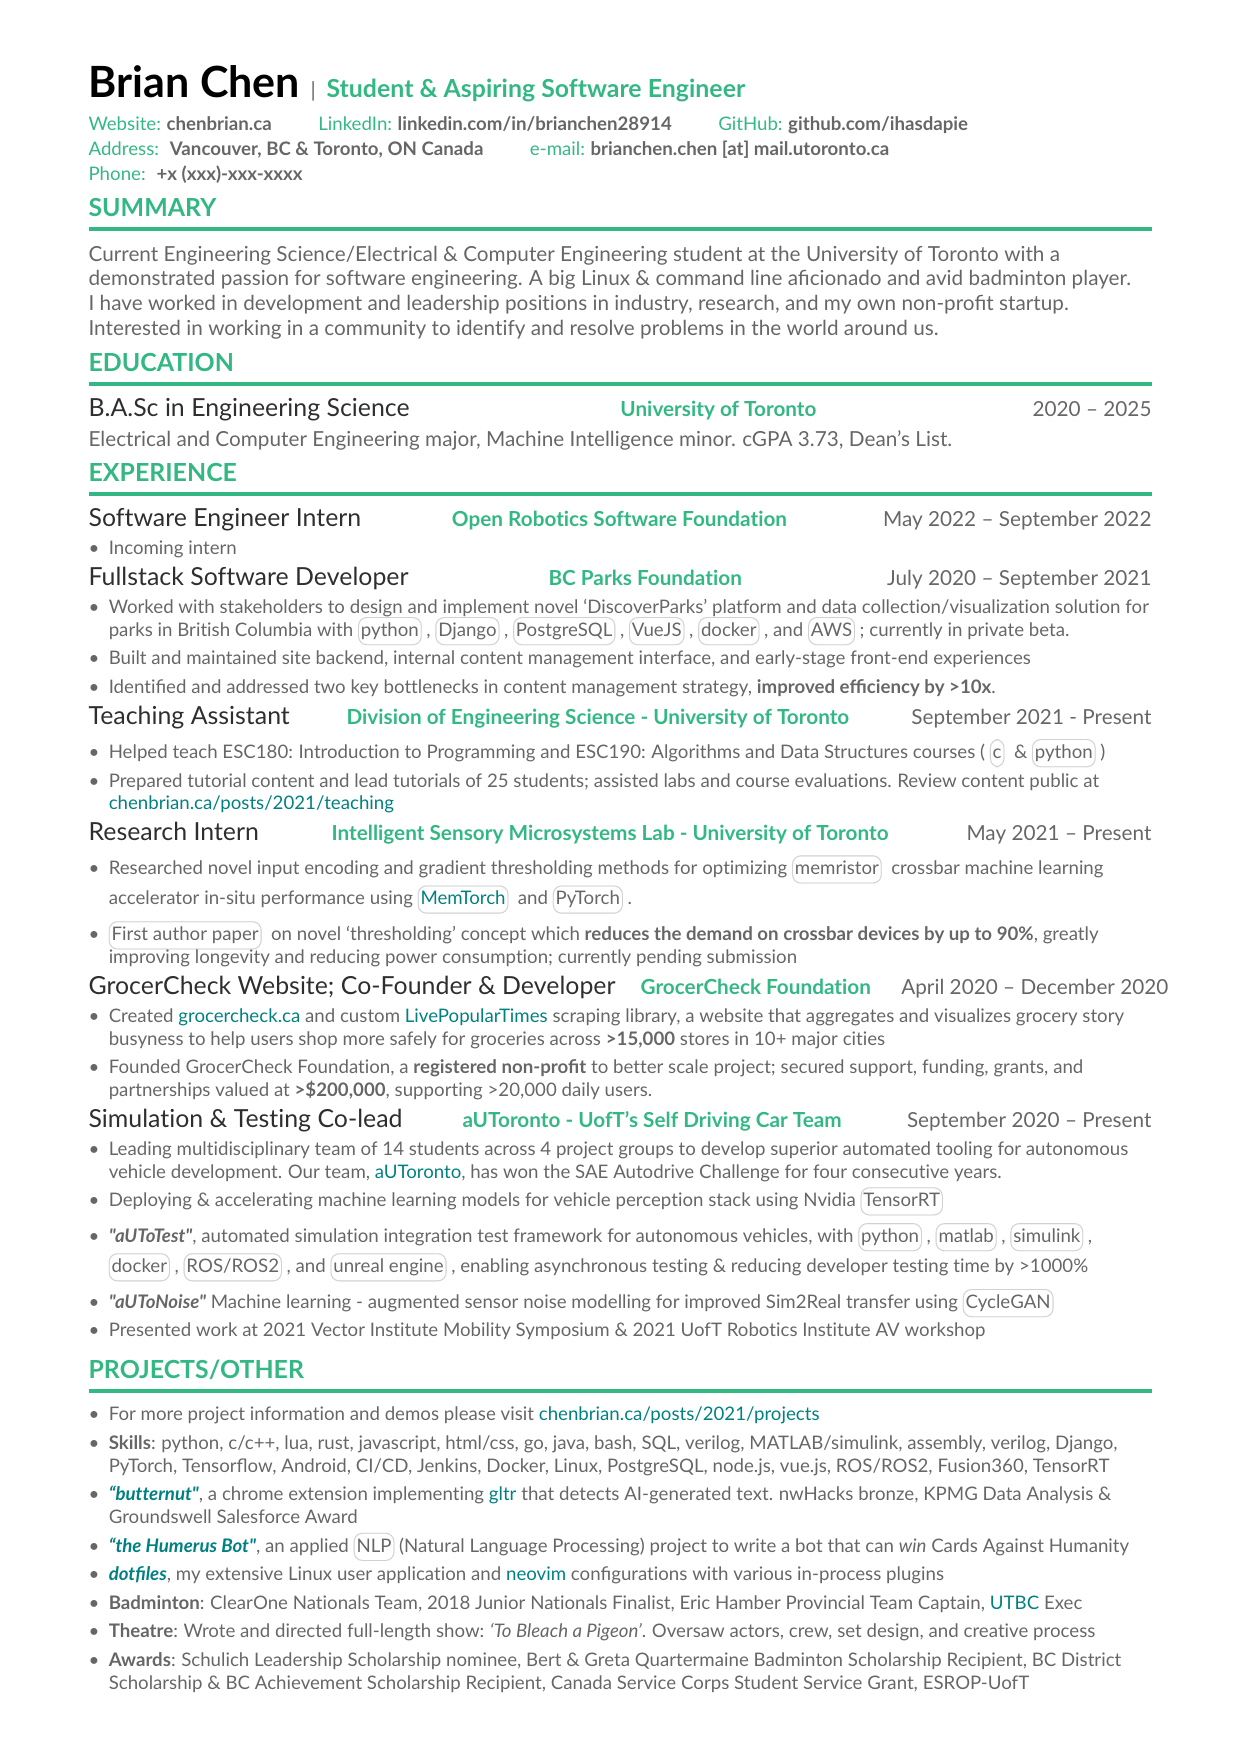 Brian Chen | Student & Aspiring Software Engineer
Website: chenbrian.ca LinkedIn: linkedin.com/in/brianchen28914 GitHub: github.com/ihasdapie
Address: Vancouver, BC & Toronto, ON Canada e-mail: brianchen.chen [at] mail.utoronto.ca
Phone: +x (xxx)-xxx-xxxx
SUMMARY
Current Engineering Science/Electrical & Computer Engineering student at the University of Toronto with a
demonstrated passion for software engineering. A big Linux & command line aficionado and avid badminton player.
I have worked in development and leadership positions in industry, research, and my own non-profit startup.
Interested in working in a community to identify and resolve problems in the world around us.
EDUCATION
B.A.Sc in Engineering Science University of Toronto 2020 – 2025
Electrical and Computer Engineering major, Machine Intelligence minor. cGPA 3.73, Dean’s List.
EXPERIENCE
Software Engineer Intern Open Robotics Software Foundation May 2022 – September 2022
• Incoming intern
Fullstack Software Developer BC Parks Foundation July 2020 – September 2021
• Worked with stakeholders to design and implement novel ‘DiscoverParks’ platform and data collection/visualization solution for
parks in British Columbia with python , Django , PostgreSQL , VueJS , docker , and AWS ; currently in private beta.
• Built and maintained site backend, internal content management interface, and early-stage front-end experiences
• Identified and addressed two key bottlenecks in content management strategy, improved efficiency by >10x.
Teaching Assistant Division of Engineering Science - University of Toronto September 2021 - Present
• Helped teach ESC180: Introduction to Programming and ESC190: Algorithms and Data Structures courses ( c & python )
• Prepared tutorial content and lead tutorials of 25 students; assisted labs and course evaluations. Review content public at
chenbrian.ca/posts/2021/teaching
Research Intern Intelligent Sensory Microsystems Lab - University of Toronto May 2021 – Present
• Researched novel input encoding and gradient thresholding methods for optimizing memristor crossbar machine learning
accelerator in-situ performance using MemTorch and PyTorch .
• First author paper on novel ‘thresholding’ concept which reduces the demand on crossbar devices by up to 90%, greatly
improving longevity and reducing power consumption; currently pending submission
GrocerCheck Website; Co-Founder & Developer GrocerCheck Foundation April 2020 – December 2020
• Created grocercheck.ca and custom LivePopularTimes scraping library, a website that aggregates and visualizes grocery story
busyness to help users shop more safely for groceries across >15,000 stores in 10+ major cities
• Founded GrocerCheck Foundation, a registered non-profit to better scale project; secured support, funding, grants, and
partnerships valued at >$200,000, supporting >20,000 daily users.
Simulation & Testing Co-lead aUToronto - UofT’s Self Driving Car Team September 2020 – Present
• Leading multidisciplinary team of 14 students across 4 project groups to develop superior automated tooling for autonomous
vehicle development. Our team, aUToronto, has won the SAE Autodrive Challenge for four consecutive years.
• Deploying & accelerating machine learning models for vehicle perception stack using Nvidia TensorRT
• "aUToTest", automated simulation integration test framework for autonomous vehicles, with python , matlab , simulink ,
docker , ROS/ROS2 , and unreal engine , enabling asynchronous testing & reducing developer testing time by >1000%
• "aUToNoise" Machine learning - augmented sensor noise modelling for improved Sim2Real transfer using CycleGAN
• Presented work at 2021 Vector Institute Mobility Symposium & 2021 UofT Robotics Institute AV workshop
PROJECTS/OTHER
• For more project information and demos please visit chenbrian.ca/posts/2021/projects
• Skills: python, c/c++, lua, rust, javascript, html/css, go, java, bash, SQL, verilog, MATLAB/simulink, assembly, verilog, Django,
PyTorch, Tensorflow, Android, CI/CD, Jenkins, Docker, Linux, PostgreSQL, node.js, vue.js, ROS/ROS2, Fusion360, TensorRT
• “butternut", a chrome extension implementing gltr that detects AI-generated text. nwHacks bronze, KPMG Data Analysis &
Groundswell Salesforce Award
• “the Humerus Bot", an applied NLP (Natural Language Processing) project to write a bot that can win Cards Against Humanity
• dotfiles, my extensive Linux user application and neovim configurations with various in-process plugins
• Badminton: ClearOne Nationals Team, 2018 Junior Nationals Finalist, Eric Hamber Provincial Team Captain, UTBC Exec
• Theatre: Wrote and directed full-length show: ‘To Bleach a Pigeon’. Oversaw actors, crew, set design, and creative process
• Awards: Schulich Leadership Scholarship nominee, Bert & Greta Quartermaine Badminton Scholarship Recipient, BC District
Scholarship & BC Achievement Scholarship Recipient, Canada Service Corps Student Service Grant, ESROP-UofT